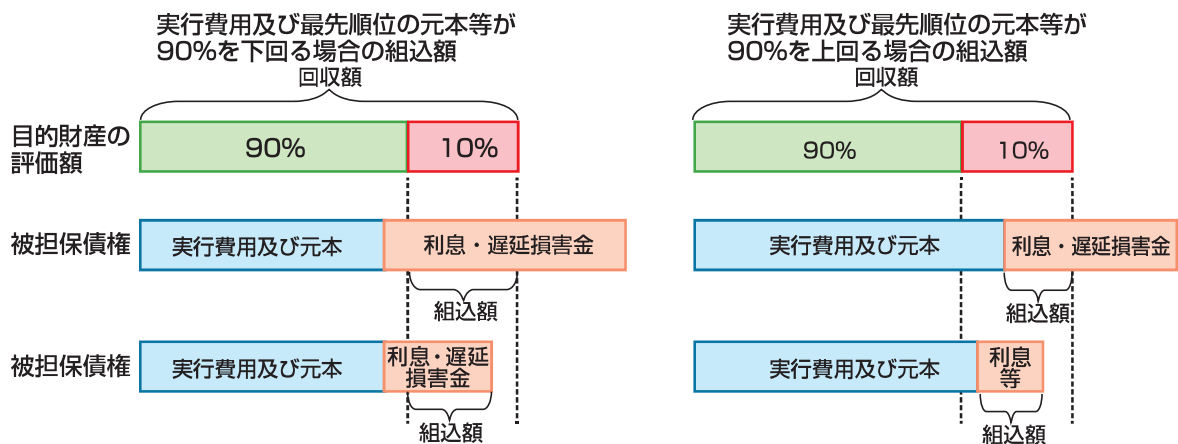 実行費用及び最先順位の元本等が
90%を下回る場合の組込額
回収額
目的財産の
評価額
90%
10%
被担保債権
実行費用及び元本
利息・遅延損害金
組込額
被担保債権
実行費用及び元本
利息・遅延
損害金
組込額
実行費用及び最先順位の元本等が
90%を上回る場合の組込額
回収額
90%
10%
実行費用及び元本
利息・遅延損害金
組込額
実行費用及び元本
利息
等
組込額